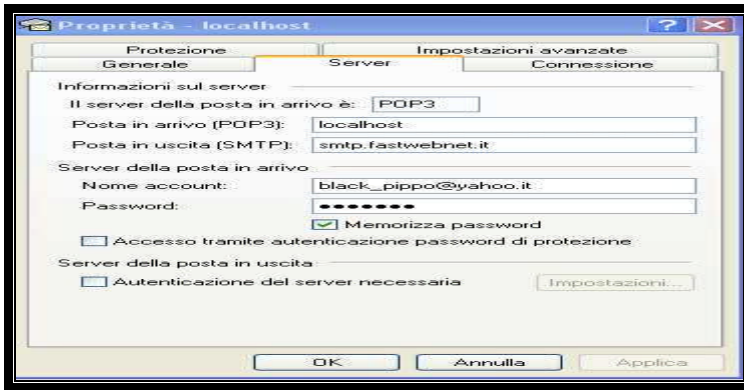 Proprietà - localhost
Protezione Impostazioni avanzate
Generale Server Connessione
Informazioni sul server
Il server della posta in arrivo è: POP3
Posta in arrivo (POP3): localhost
Posta in uscita (SMTP): smtp.fastwebnet.it
Server della posta in arrivo
Nome account: black_pippo@yahoo.it
Password: ●●●●●●●
Memorizza password
Accesso tramite autenticazione password di protezione
Server della posta in uscita
Autenticazione del server necessaria Impostazioni...
OK Annulla Applica